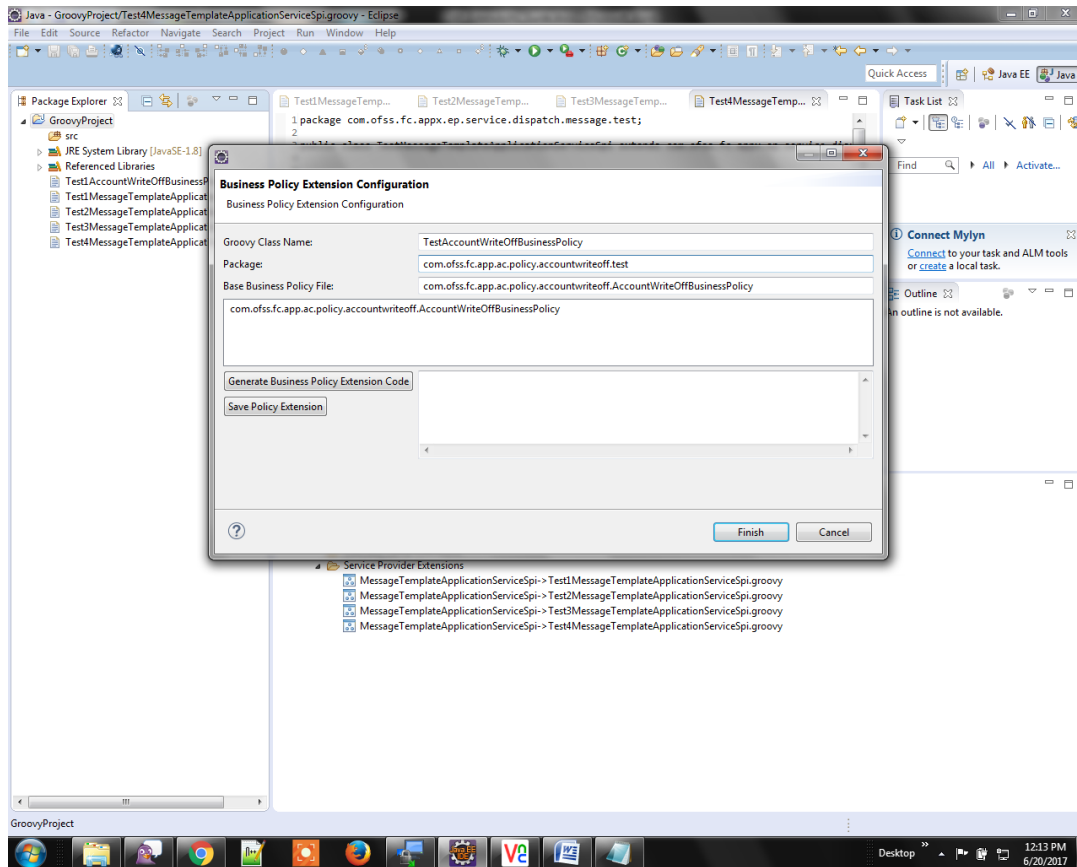 Java - GroovyProject/Test4MessageTemplateApplicationServiceSpi.groovy - Eclipse
File Edit Source Refactor Navigate Search Project Run Window Help
Quick Access
Java EE
Java
Package Explorer
GroovyProject
src
JRE System Library [JavaSE-1.8]
Referenced Libraries
Test1AccountWriteOffBusinessP
Test1MessageTemplateApplicat
Test2MessageTemplateApplicat
Test3MessageTemplateApplicat
Test4MessageTemplateApplicat
Test1MessageTemp...
Test2MessageTemp...
Test3MessageTemp...
Test4MessageTemp...
1 package com.ofss.fc.appx.ep.service.dispatch.message.test;
2
Task List
Find
All
Activate...
Connect Mylyn
Connect to your task and ALM tools
or create a local task.
Outline
An outline is not available.
Business Policy Extension Configuration
Business Policy Extension Configuration
Groovy Class Name: TestAccountWriteOffBusinessPolicy
Package: com.ofss.fc.app.ac.policy.accountwriteoff.test
Base Business Policy File: com.ofss.fc.app.ac.policy.accountwriteoff.AccountWriteOffBusinessPolicy
com.ofss.fc.app.ac.policy.accountwriteoff.AccountWriteOffBusinessPolicy
Generate Business Policy Extension Code
Save Policy Extension
Finish
Cancel
Service Provider Extensions
MessageTemplateApplicationServiceSpi->Test1MessageTemplateApplicationServiceSpi.groovy
MessageTemplateApplicationServiceSpi->Test2MessageTemplateApplicationServiceSpi.groovy
MessageTemplateApplicationServiceSpi->Test3MessageTemplateApplicationServiceSpi.groovy
MessageTemplateApplicationServiceSpi->Test4MessageTemplateApplicationServiceSpi.groovy
GroovyProject
Desktop
12:13 PM
6/20/2017